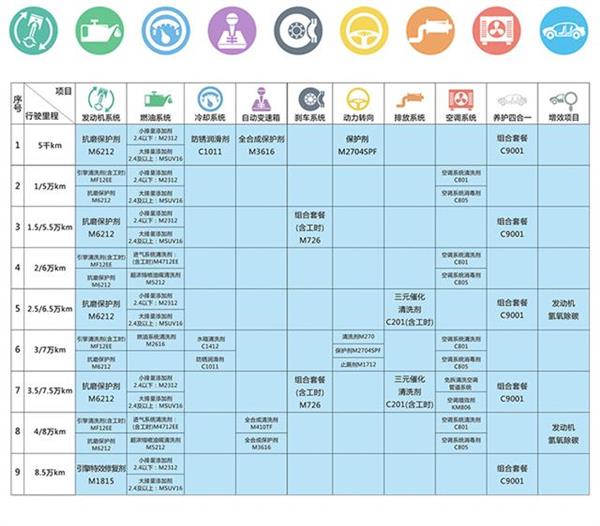 序号
项目
行驶里程
发动机系统
燃油系统
冷却系统
自动变速箱
刹车系统
动力转向
排放系统
空调系统
养护四合一
增效项目
1
5千km
抗磨保护剂
M6212
小排量添加剂
2.4以下：M2312
大排量添加剂
2.4及以上：MSUV16
防锈润滑剂
C1011
全合成保护剂
M3616
保护剂
M2704SPF
组合套餐
C9001
2
1/5万km
引擎清洗剂(含工时)
MF12EE
抗磨保护剂
M6212
小排量添加剂
2.4以下：M2312
大排量添加剂
2.4及以上：MSUV16
空调系统清洗剂
C801
空调系统消毒剂
C805
3
1.5/5.5万km
抗磨保护剂
M6212
小排量添加剂
2.4以下：M2312
大排量添加剂
2.4及以上：MSUV16
组合套餐
(含工时)
M726
组合套餐
C9001
4
2/6万km
引擎清洗剂(含工时)
MF12EE
抗磨保护剂
M6212
进气系统清洗剂
(含工时)M4712EE
超浓缩喷油嘴清洗剂
M5212
空调系统清洗剂
C801
空调系统消毒剂
C805
5
2.5/6.5万km
抗磨保护剂
M6212
小排量添加剂
2.4以下：M2312
大排量添加剂
2.4及以上：MSUV16
三元催化
清洗剂
C201(含工时)
组合套餐
C9001
发动机
氢氧除碳
6
3/7万km
引擎清洗剂(含工时)
MF12EE
抗磨保护剂
M6212
燃油系统清洗剂
M2616
水箱清洗剂
C1412
防锈润滑剂
C1011
清洗剂M270
保护剂M2704SPF
止漏剂M1712
空调系统清洗剂
C801
空调系统消毒剂
C805
7
3.5/7.5万km
抗磨保护剂
M6212
小排量添加剂
2.4以下：M2312
大排量添加剂
2.4及以上：MSUV16
组合套餐
(含工时)
M726
三元催化
清洗剂
C201(含工时)
免拆清洗空调
管道系统
空调增效剂
KM806
组合套餐
C9001
8
4/8万km
引擎清洗剂(含工时)
MF12EE
抗磨保护剂
M6212
进气系统清洗剂
(含工时)M4712EE
超浓缩喷油嘴清洗剂
M5212
全合成清洗剂
M410TF
全合成保护剂
M3616
空调系统清洗剂
C801
空调系统消毒剂
C805
发动机
氢氧除碳
9
8.5万km
引擎特效修复剂
M1815
小排量添加剂
2.4以下：M2312
大排量添加剂
2.4及以上：MSUV16
组合套餐
C9001